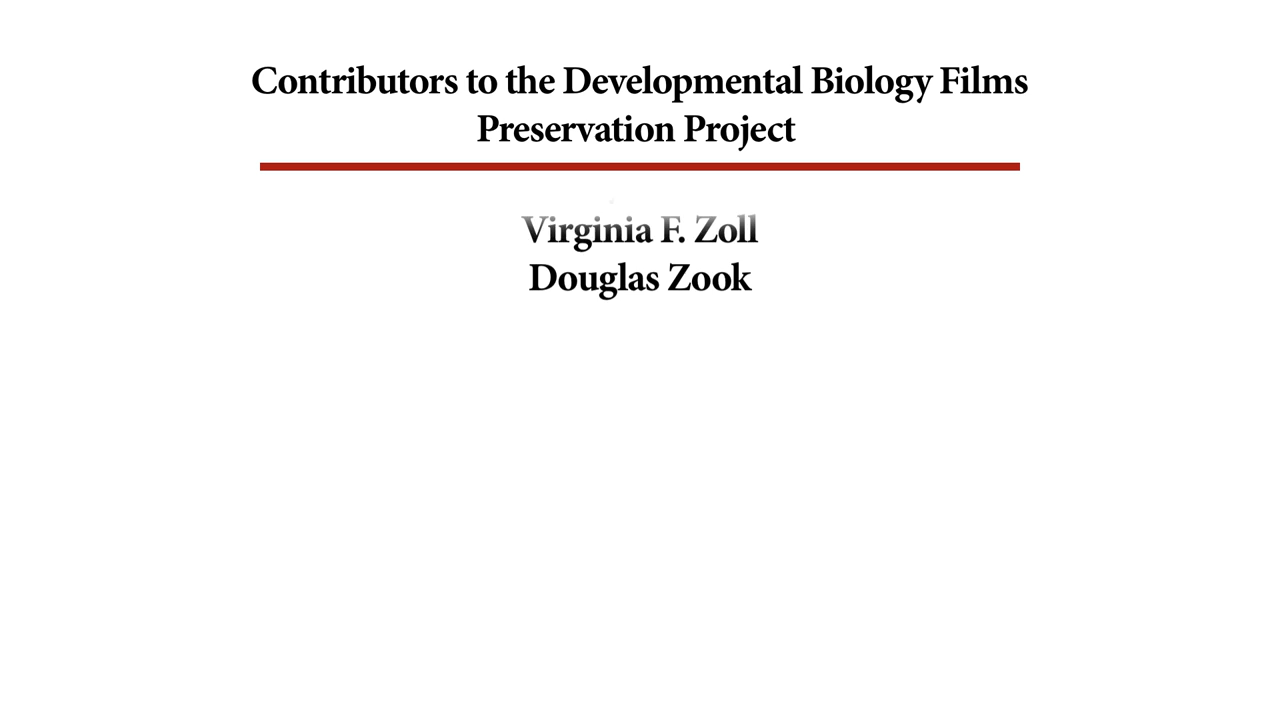 Contributors to the Developmental Biology Films
Preservation Project
Virginia F. Zoll
Douglas Zook